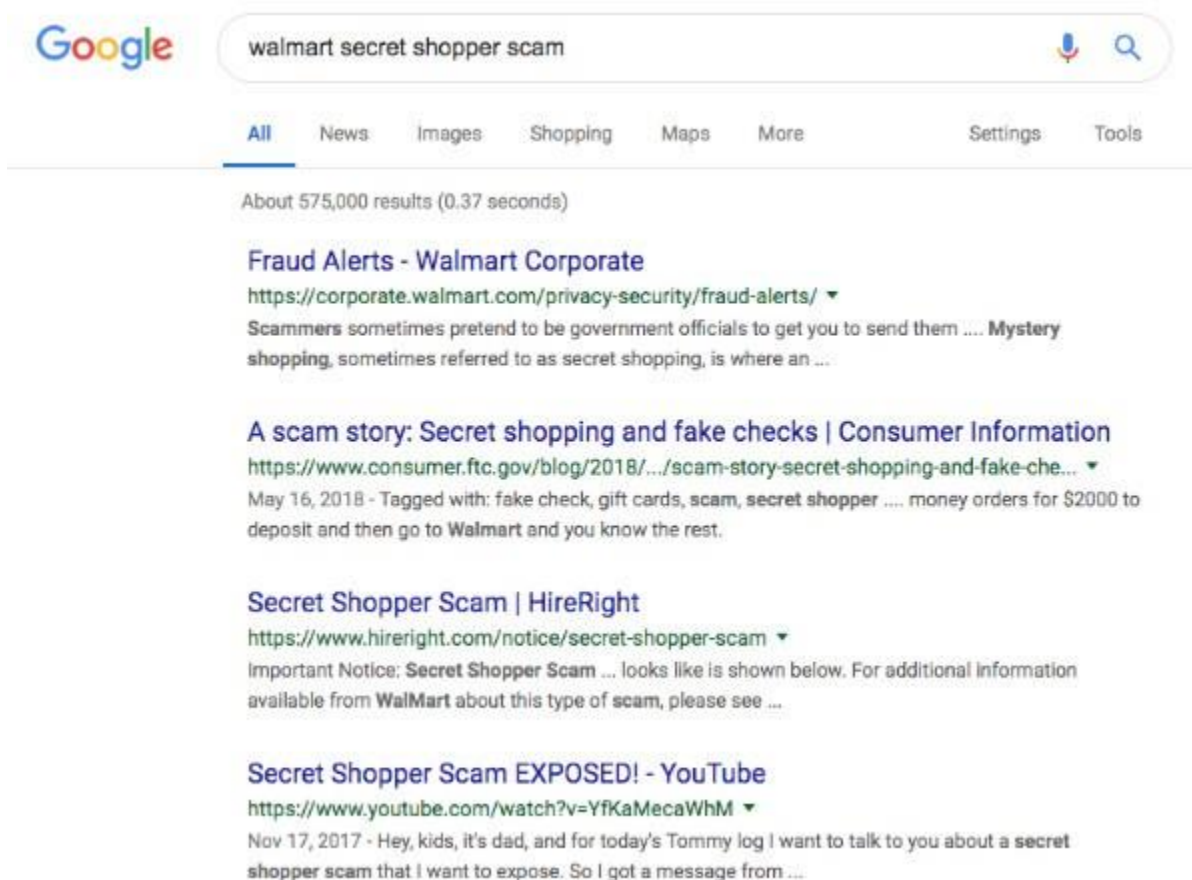 Google
walmart secret shopper scam
All News Images Shopping Maps More Settings Tools
About 575,000 results (0.37 seconds)
Fraud Alerts - Walmart Corporate
https://corporate.walmart.com/privacy-security/fraud-alerts/
Scammers sometimes pretend to be government officials to get you to send them .... Mystery
shopping, sometimes referred to as secret shopping, is where an ...
A scam story: Secret shopping and fake checks | Consumer Information
https://www.consumer.ftc.gov/blog/2018/.../scam-story-secret-shopping-and-fake-che...
May 16, 2018 - Tagged with: fake check, gift cards, scam, secret shopper .... money orders for $2000 to
deposit and then go to Walmart and you know the rest.
Secret Shopper Scam | HireRight
https://www.hireright.com/notice/secret-shopper-scam
Important Notice: Secret Shopper Scam ... looks like is shown below. For additional information
available from WalMart about this type of scam, please see ...
Secret Shopper Scam EXPOSED! - YouTube
https://www.youtube.com/watch?v=YfKaMecaWhM
Nov 17, 2017 - Hey, kids, it's dad, and for today's Tommy log I want to talk to you about a secret
shopper scam that I want to expose. So I got a message from ...